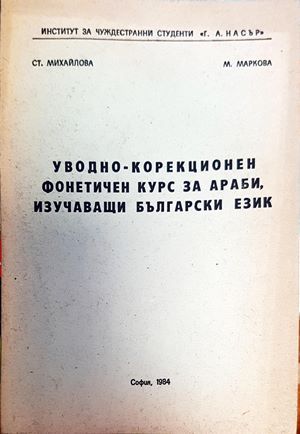 ИНСТИТУТ ЗА ЧУЖДЕСТРАННИ СТУДЕНТИ «Г. А. НАСЪР»
СТ. МИХАЙЛОВА М. МАРКОВА
УВОДНО-КОРЕКЦИОНЕН
ФОНЕТИЧЕН КУРС ЗА АРАБИ,
ИЗУЧАВАЩИ БЪЛГАРСКИ ЕЗИК
София, 1984